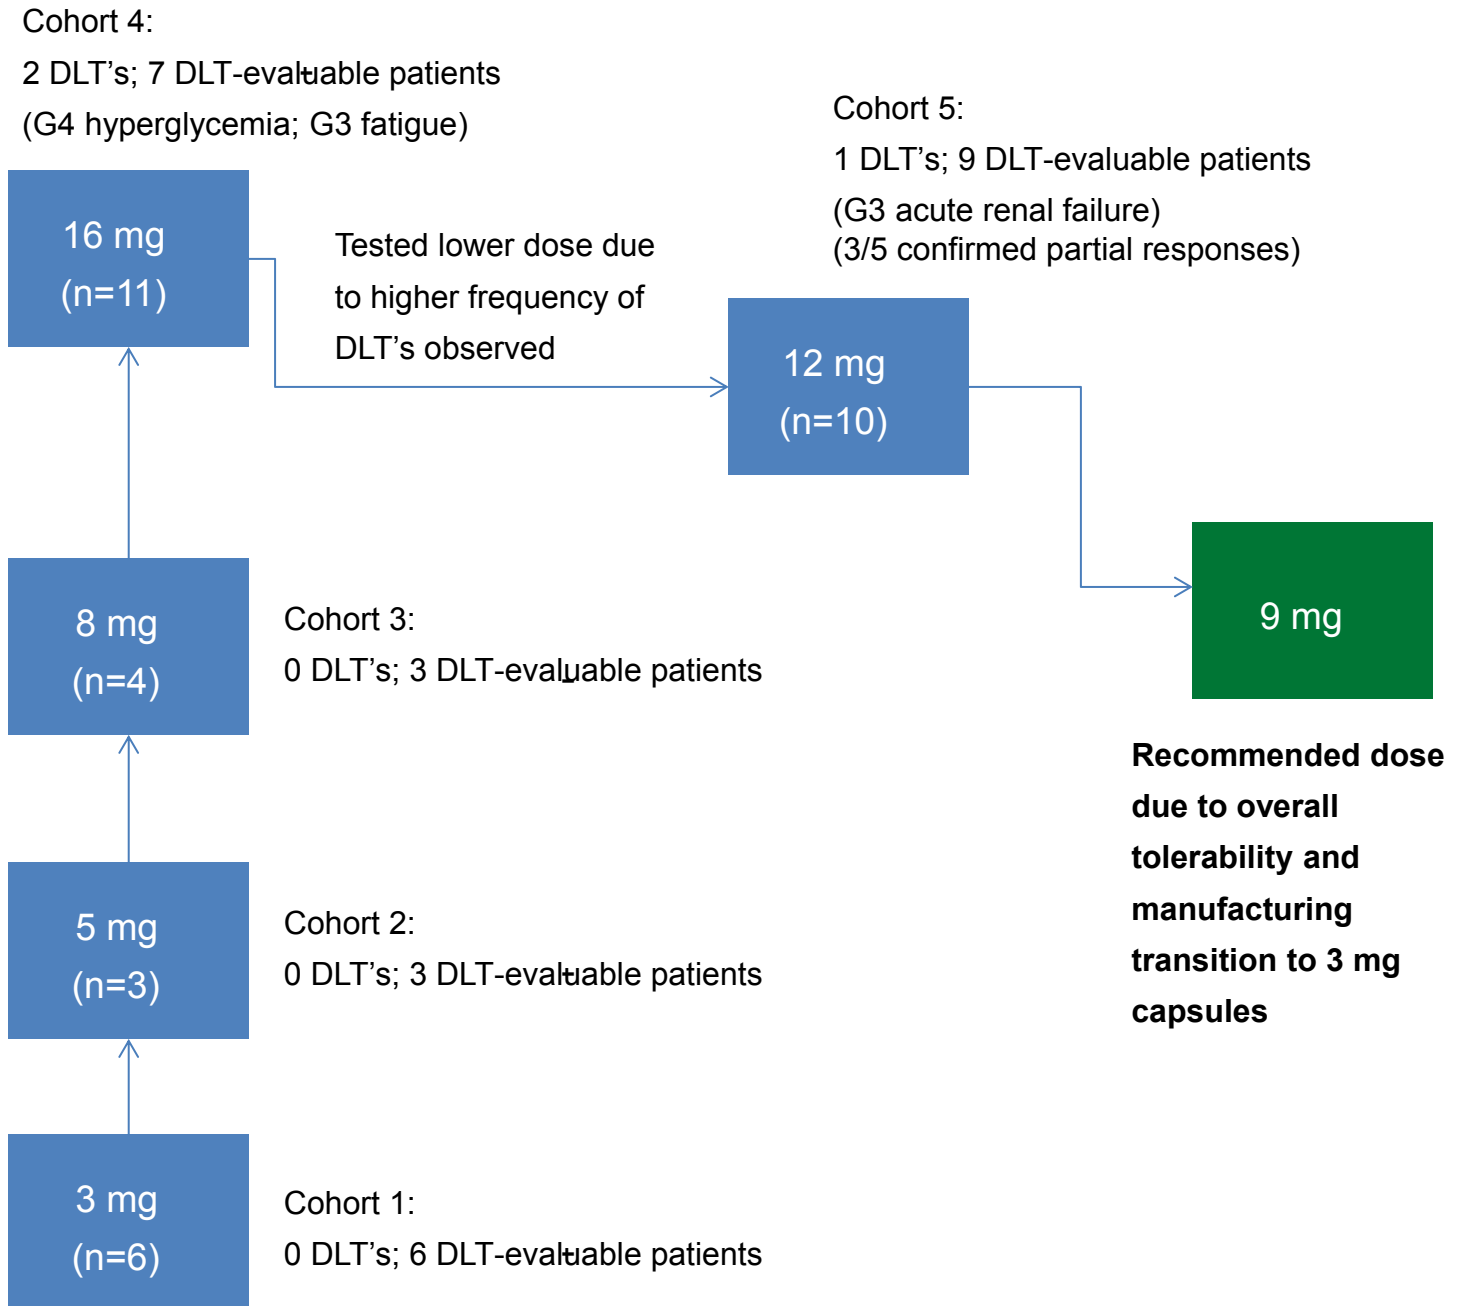 Cohort 4:
2 DLT's; 7 DLT-evaluable patients
(G4 hyperglycemia; G3 fatigue)
Cohort 5:
1 DLT's; 9 DLT-evaluable patients
(G3 acute renal failure)
(3/5 confirmed partial responses)
16 mg
(n=11)
Tested lower dose due
to higher frequency of
DLT's observed
12 mg
(n=10)
9 mg
Recommended dose
due to overall
tolerability and
manufacturing
transition to 3 mg
capsules
8 mg
(n=4)
Cohort 3:
0 DLT's; 3 DLT-evaluable patients
5 mg
(n=3)
Cohort 2:
0 DLT's; 3 DLT-evaluable patients
3 mg
(n=6)
Cohort 1:
0 DLT's; 6 DLT-evaluable patients